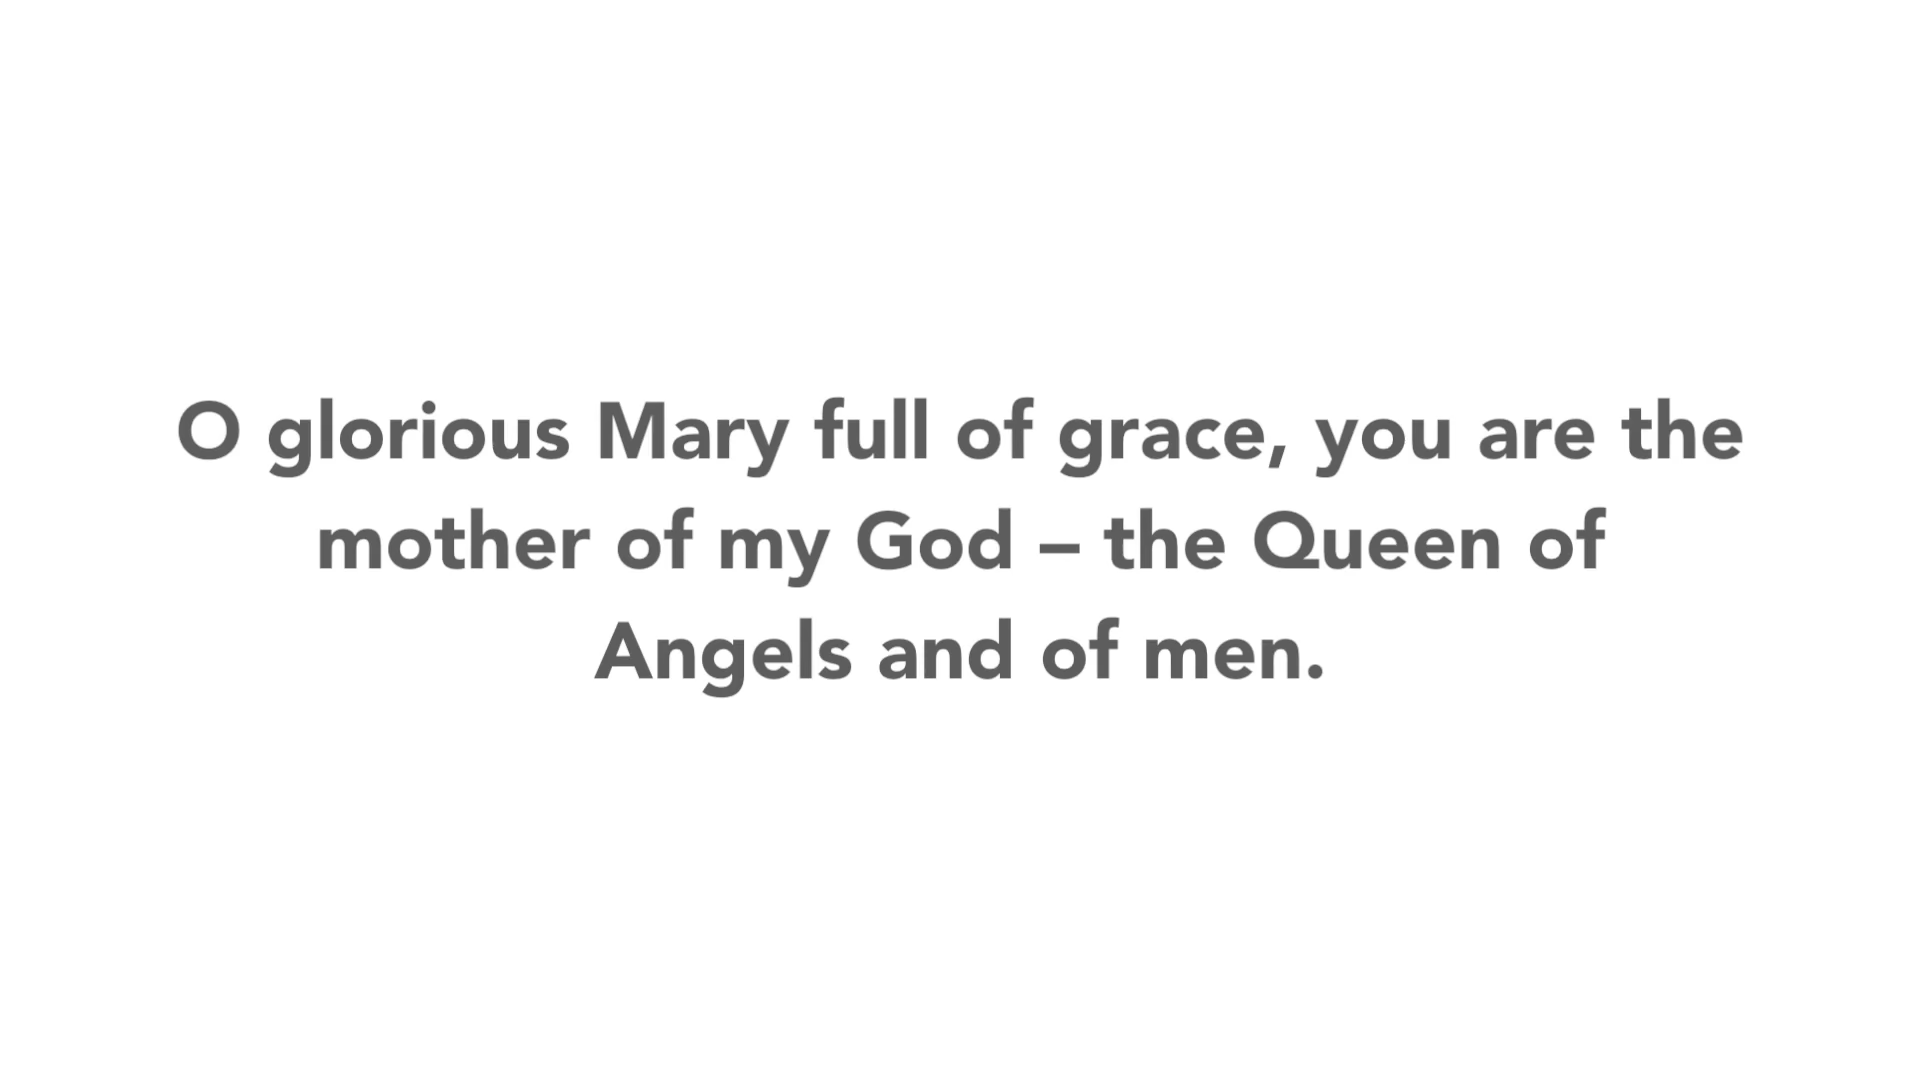 O glorious Mary full of grace, you are the
mother of my God – the Queen of
Angels and of men.